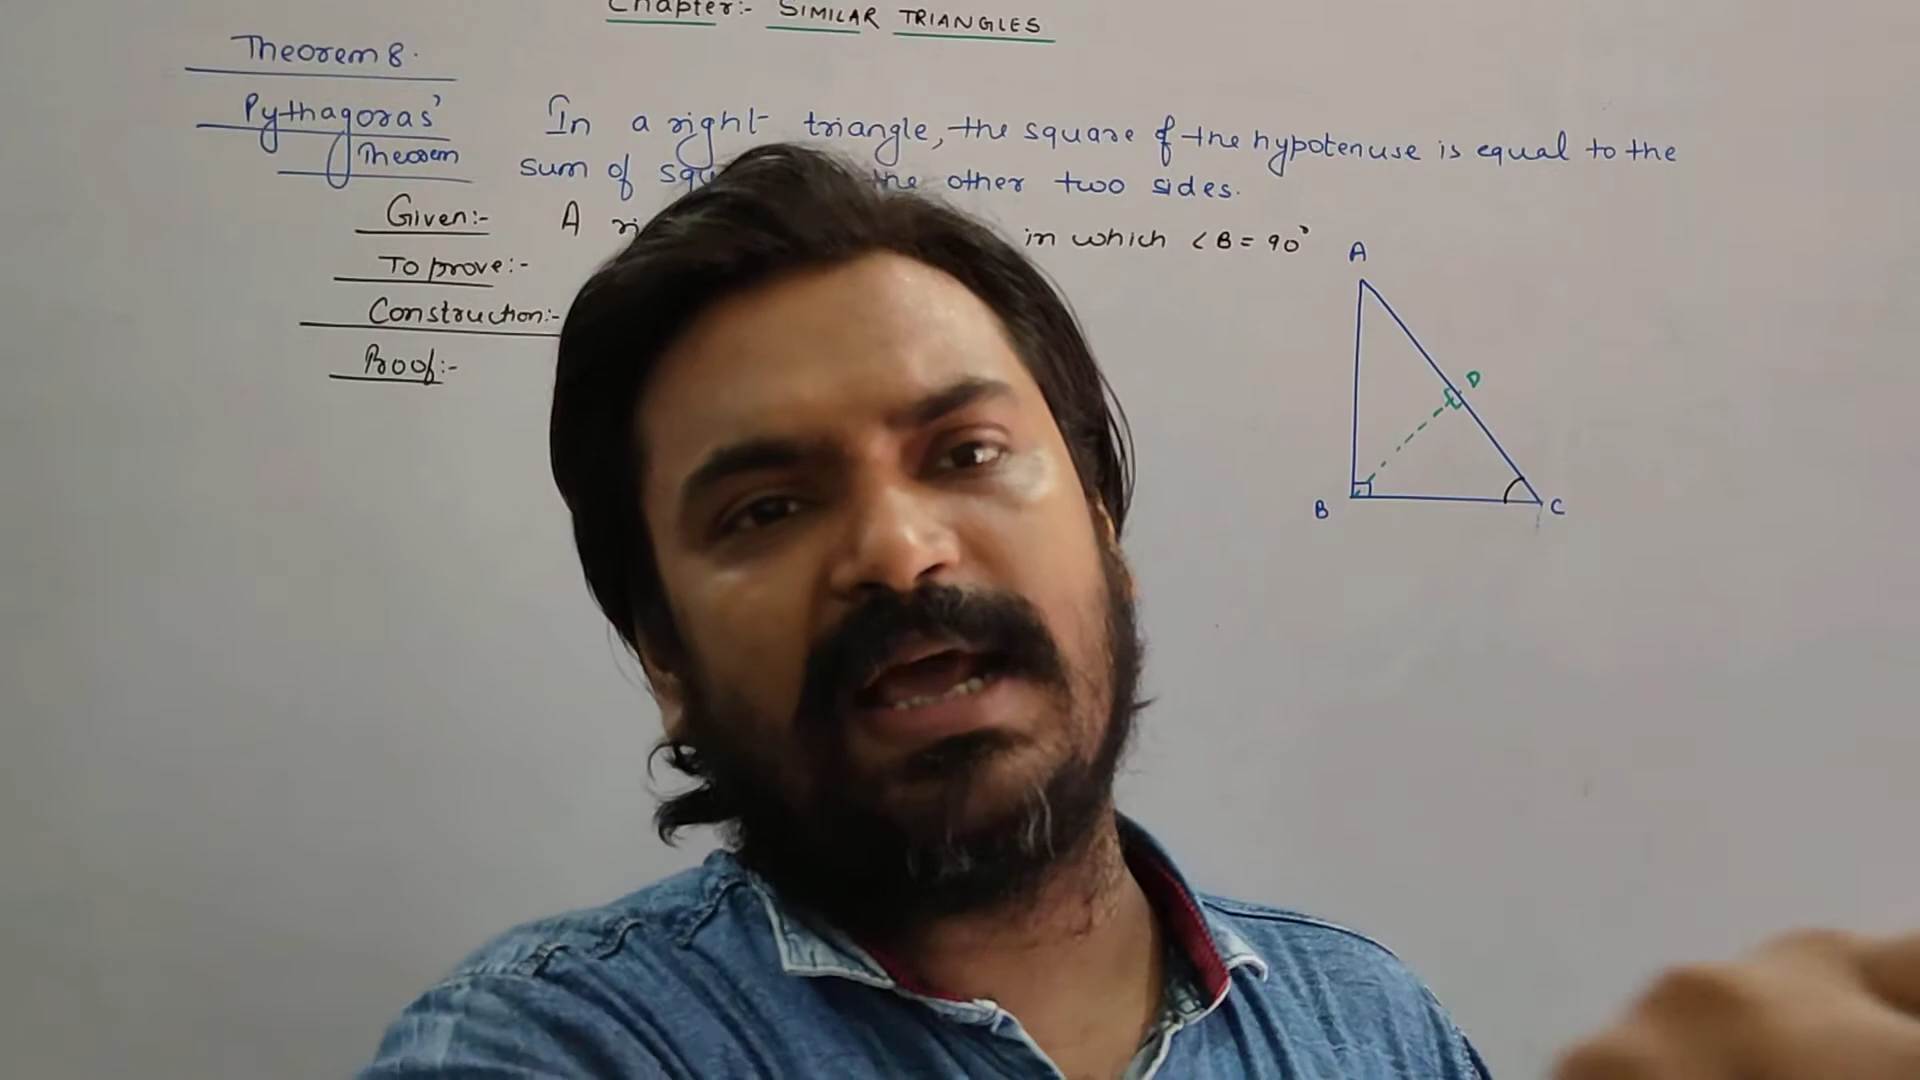 Chapter:- SIMILAR TRIANGLES
Theorem 8.
Pythagoras' Theorem
In a right triangle, the square of the hypotenuse is equal to the
sum of the other two sides.
Given:- A in which ∠B = 90°
To prove:-
Construction:-
Proof:-
A
D
B
C